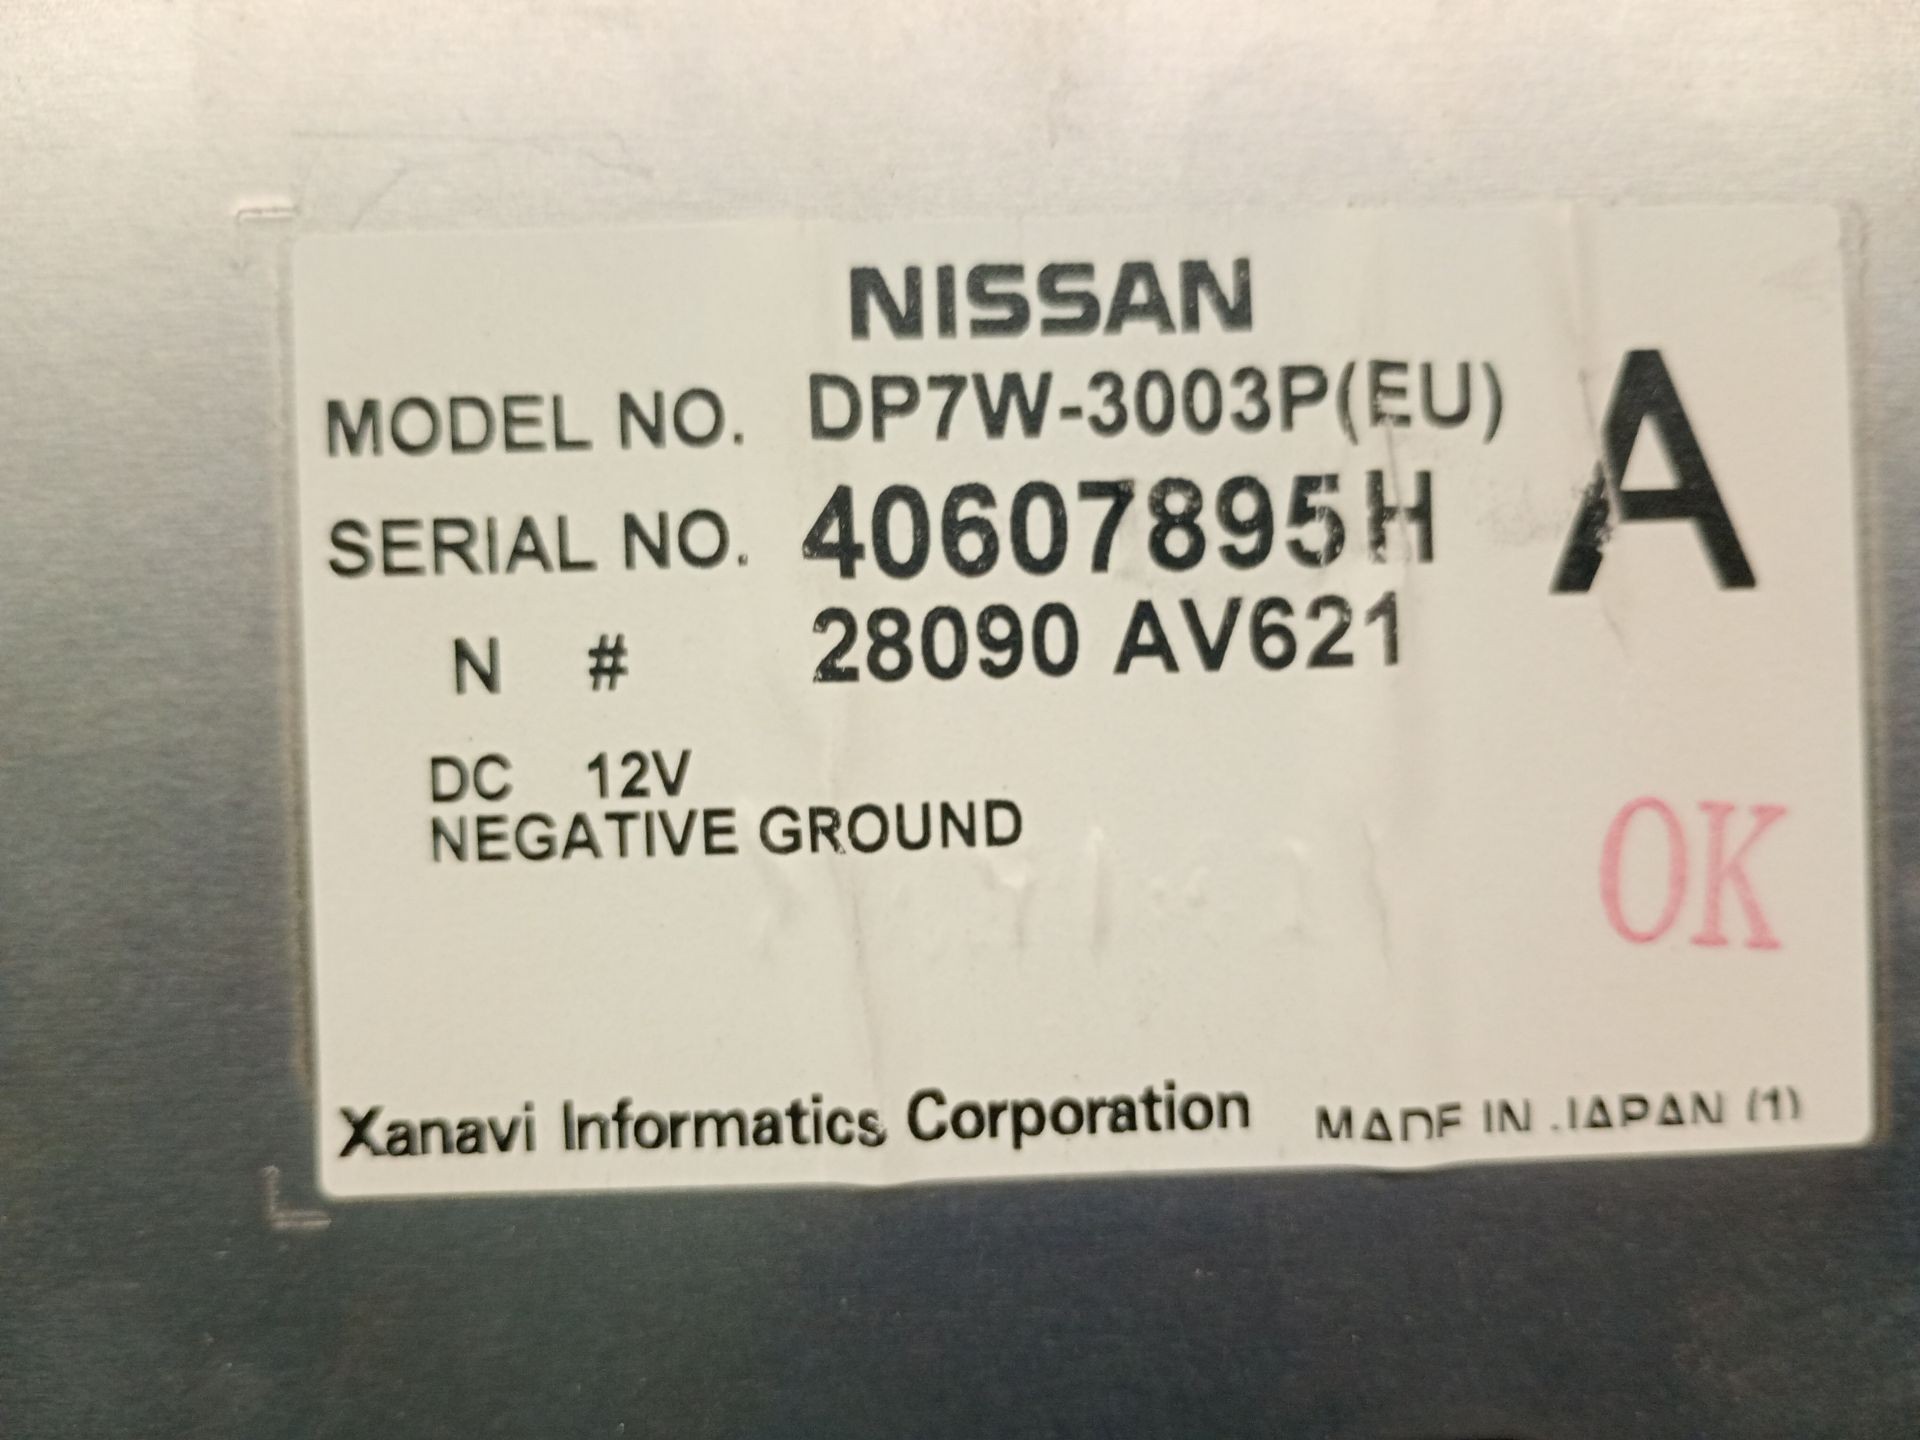 NISSAN
MODEL NO. DP7W-3003P(EU)
A
SERIAL NO. 40607895H
N # 28090 AV621
DC 12V
NEGATIVE GROUND
OK
Xanavi Informatics Corporation MADE IN JAPAN (1)